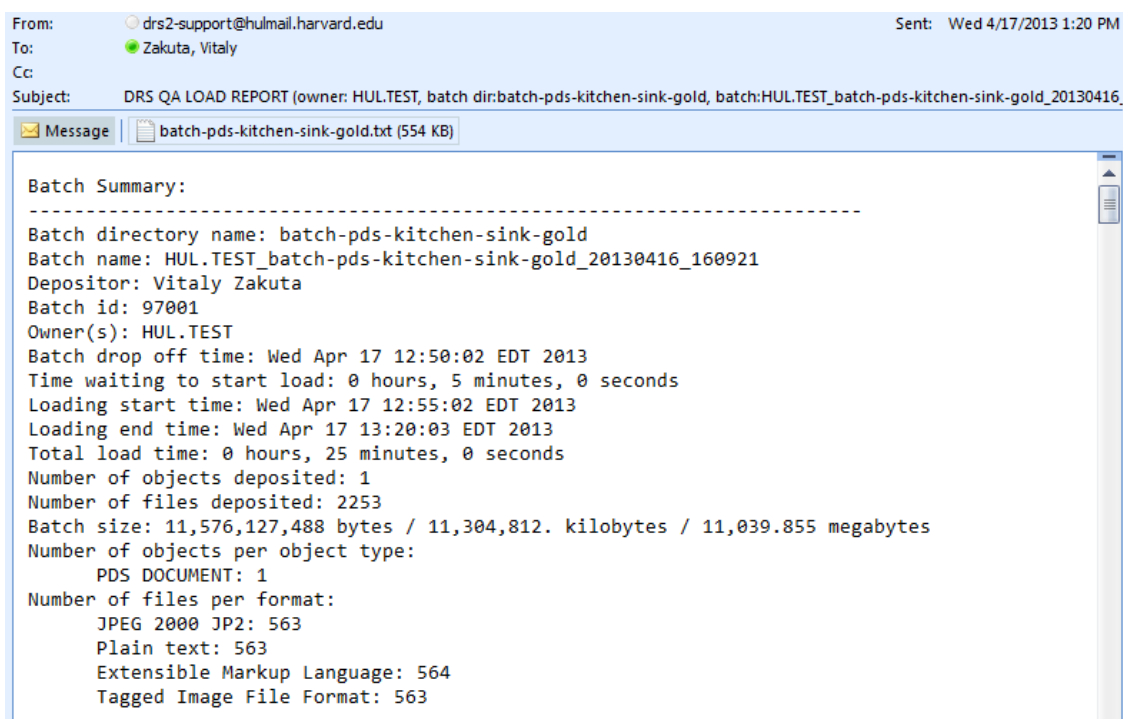 From: drs2-support@hulmail.harvard.edu Sent: Wed 4/17/2013 1:20 PM
To: Zakuta, Vitaly
Cc:
Subject: DRS QA LOAD REPORT (owner: HUL.TEST, batch dir:batch-pds-kitchen-sink-gold, batch:HUL.TEST_batch-pds-kitchen-sink-gold_20130416_
Message batch-pds-kitchen-sink-gold.txt (554 KB)
Batch Summary:
------------------------------------------------------------------------
Batch directory name: batch-pds-kitchen-sink-gold
Batch name: HUL.TEST_batch-pds-kitchen-sink-gold_20130416_160921
Depositor: Vitaly Zakuta
Batch id: 97001
Owner(s): HUL.TEST
Batch drop off time: Wed Apr 17 12:50:02 EDT 2013
Time waiting to start load: 0 hours, 5 minutes, 0 seconds
Loading start time: Wed Apr 17 12:55:02 EDT 2013
Loading end time: Wed Apr 17 13:20:03 EDT 2013
Total load time: 0 hours, 25 minutes, 0 seconds
Number of objects deposited: 1
Number of files deposited: 2253
Batch size: 11,576,127,488 bytes / 11,304,812. kilobytes / 11,039.855 megabytes
Number of objects per object type:
PDS DOCUMENT: 1
Number of files per format:
JPEG 2000 JP2: 563
Plain text: 563
Extensible Markup Language: 564
Tagged Image File Format: 563